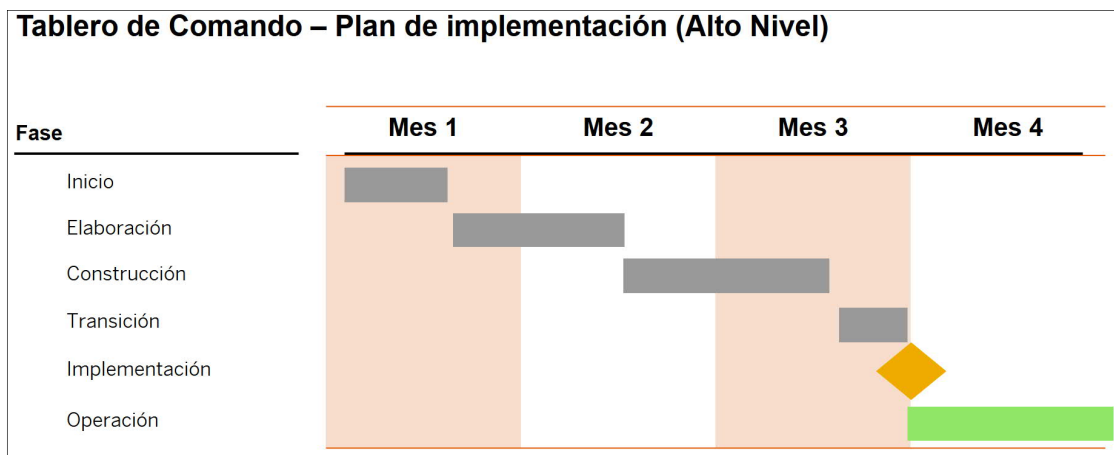 Tablero de Comando – Plan de implementación (Alto Nivel)
Fase Mes 1 Mes 2 Mes 3 Mes 4
Inicio
Elaboración
Construcción
Transición
Implementación
Operación